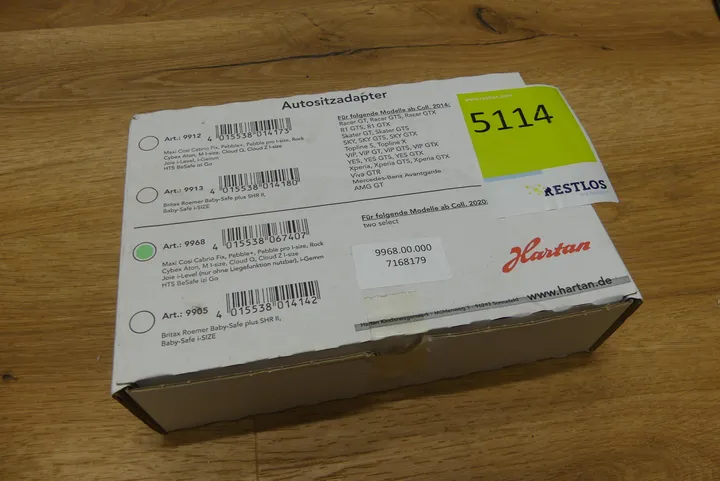 Autositzadapter
Art.: 9912
4 015538 014173
Maxi Cosi Cabrio Fix, Pebble+, Pebble pro i-size, Rock
Cybex Aton, M I-size, Cloud Q, Cloud Z I-size
Joie i-Level, i-Gemm
HTS BeSafe izi Go
Art.: 9913
4 015538 014180
Britax Roemer Baby-Safe plus SHR II,
Baby-Safe i-SIZE
Art.: 9968
4 015538 067407
Maxi Cosi Cabrio Fix, Pebble+, Pebble pro i-size, Rock
Cybex Aton, M I-size, Cloud Q, Cloud Z I-size
Joie i-Level (nur ohne Liegefunktion nutzbar), i-Gemm
HTS BeSafe izi Go
Art.: 9905
4 015538 014142
Britax Roemer Baby-Safe plus SHR II,
Baby-Safe i-SIZE
Für folgende Modelle ab Coll. 2014:
Racer GT, Racer GTS, Racer GTX
R1 GTS, R1 GTX
Skater GT, Skater GTS
SKY, SKY GTS, SKY GTX
Topline S, Topline X
VIP, VIP GT, VIP GTS, VIP GTX
YES, YES GTS, YES GTX
Xperia, Xperia GTS, Xperia GTX
Viva GTR
Mercedes-Benz Avantgarde
AMG GT
Für folgende Modelle ab Coll. 2020:
two select
9968.00.000
7168179
Hartan
www.hartan.de
www.restlos.com
5114
RESTLOS